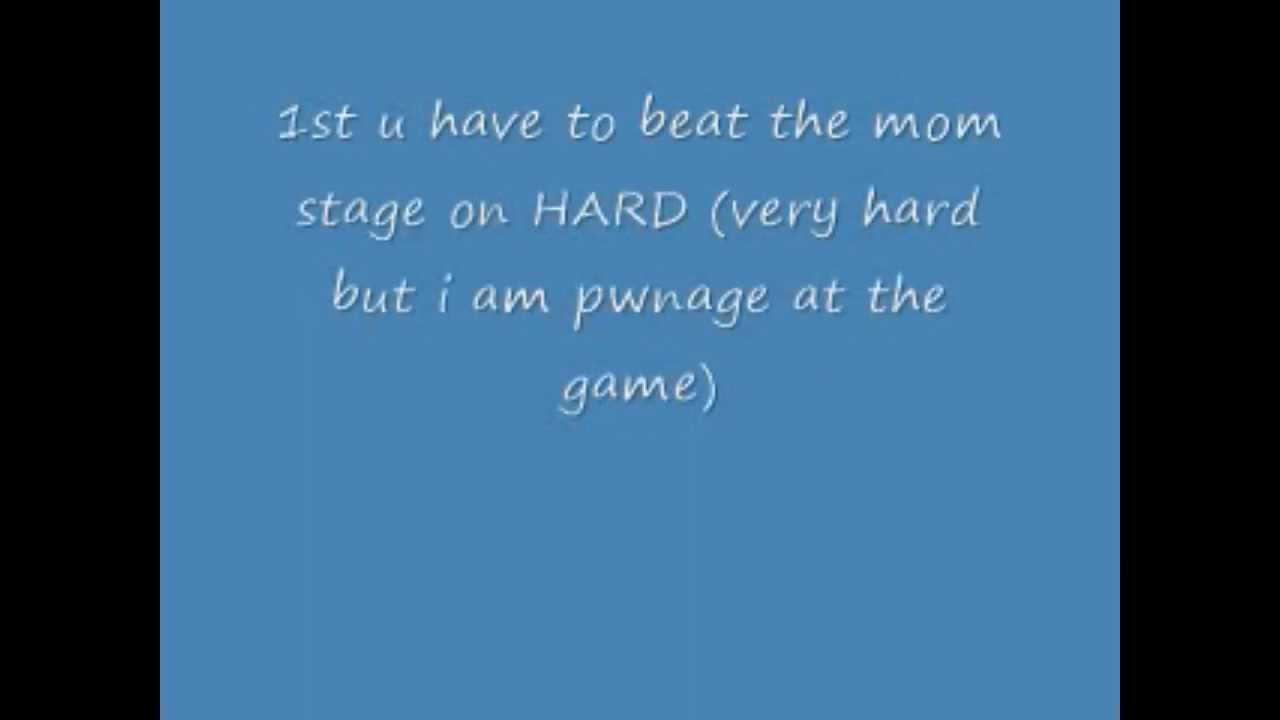 1st u have to beat the mom
stage on HARD (very hard
but i am pwnage at the
game)